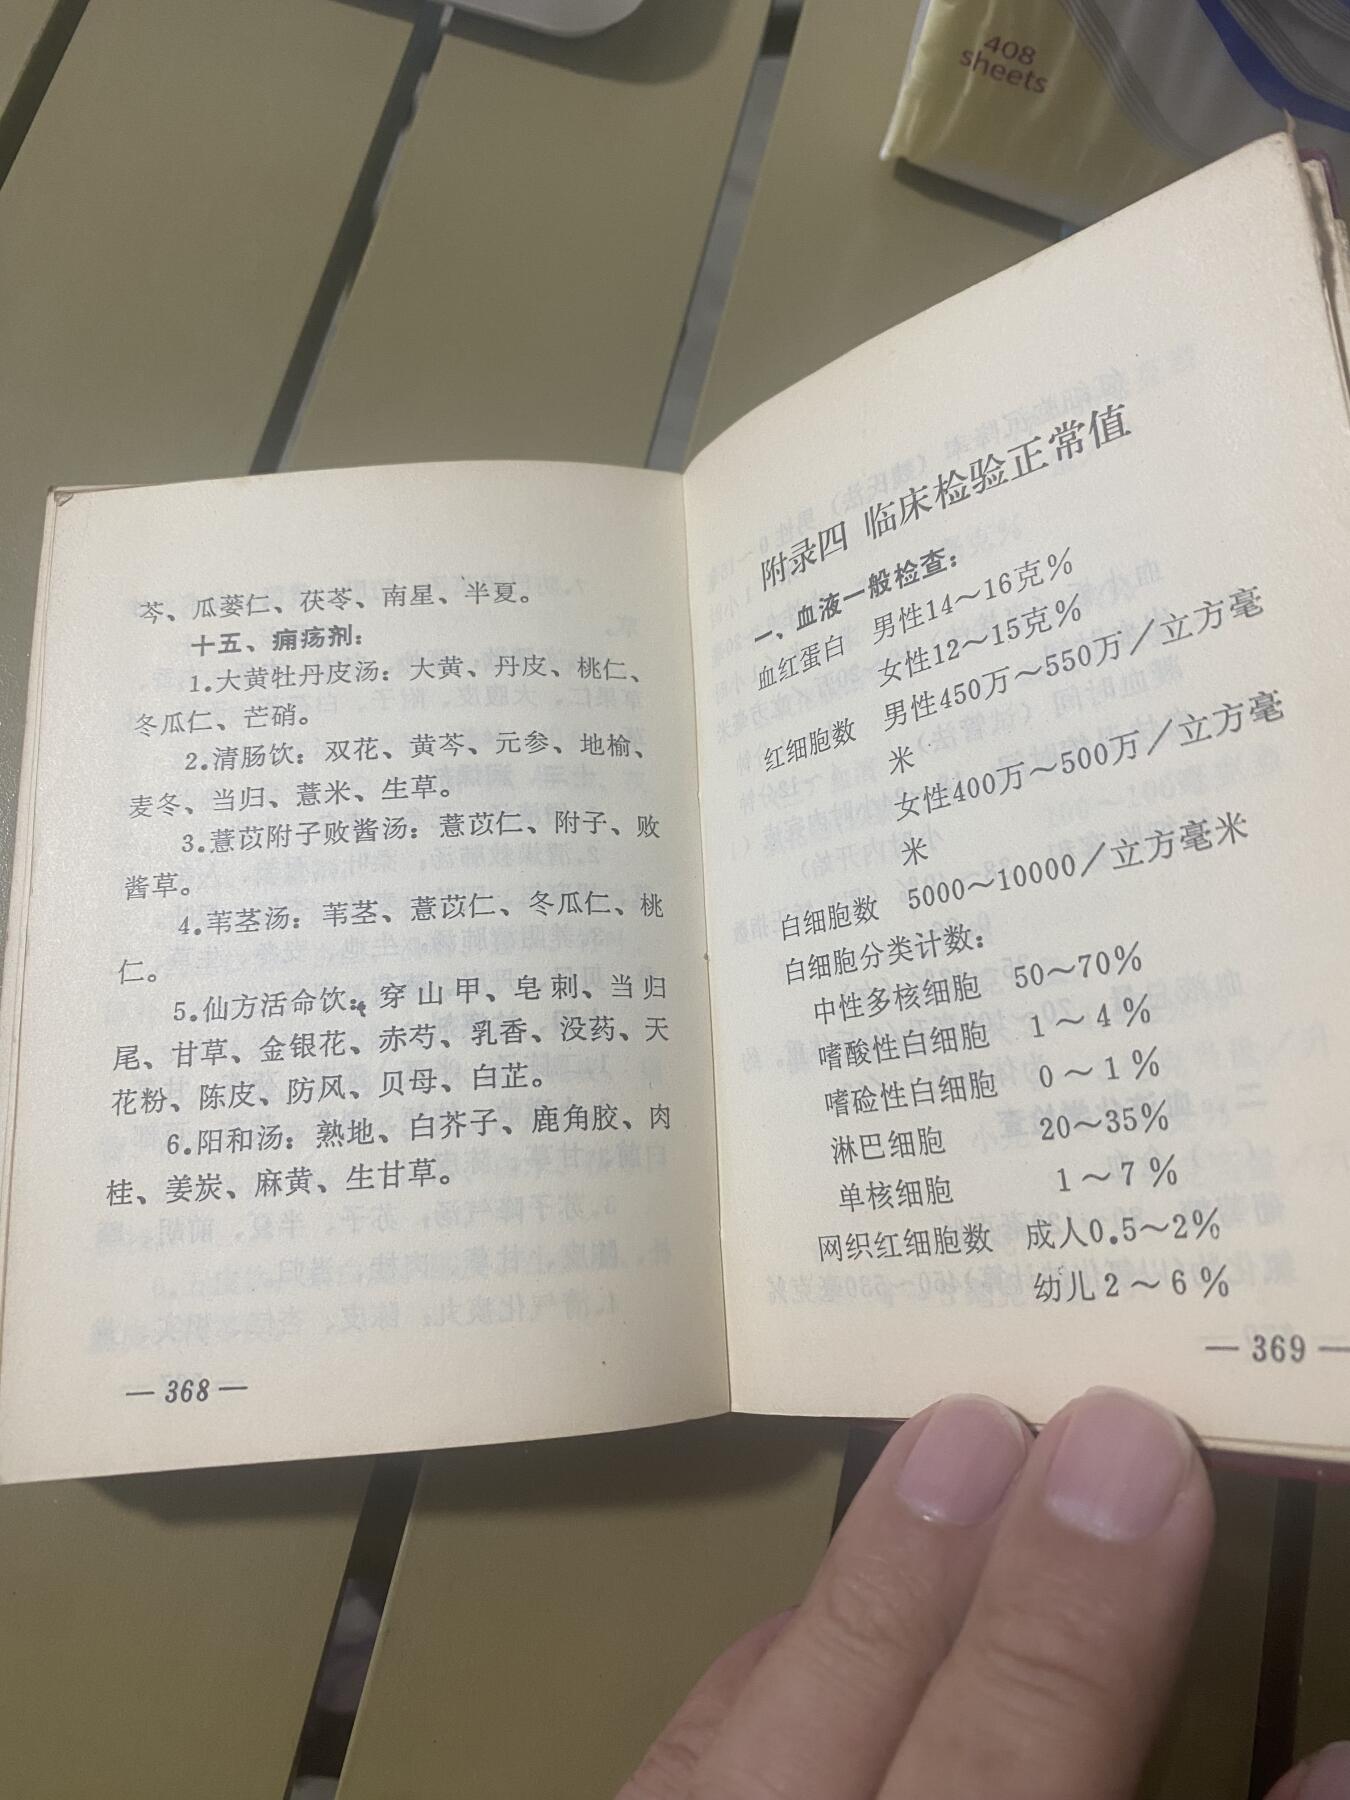 408
sheets
芩、瓜蒌仁、茯苓、南星、半夏。
十五、痈疡剂：
1.大黄牡丹皮汤：大黄、丹皮、桃仁、
冬瓜仁、芒硝。
2.清肠饮：双花、黄芩、元参、地榆、
麦冬、当归、薏米、生草。
3.薏苡附子败酱汤：薏苡仁、附子、败
酱草。
4.苇茎汤：苇茎、薏苡仁、冬瓜仁、桃
仁。
5.仙方活命饮：穿山甲、皂刺、当归
尾、甘草、金银花、赤芍、乳香、没药、天
花粉、陈皮、防风、贝母、白芷。
6.阳和汤：熟地、白芥子、鹿角胶、肉
桂、姜炭、麻黄、生甘草。
—368—
附录四 临床检验正常值
一、血液一般检查：
血红蛋白 男性14～16克％
女性12～15克％
红细胞数 男性450万～550万／立方毫
米
女性400万～500万／立方毫
米
白细胞数 5000～10000／立方毫米
白细胞分类计数：
中性多核细胞 50～70％
嗜酸性白细胞 1～4％
嗜硷性白细胞 0～1％
淋巴细胞 20～35％
单核细胞 1～7％
网织红细胞数 成人0.5～2％
幼儿2～6％
—369—